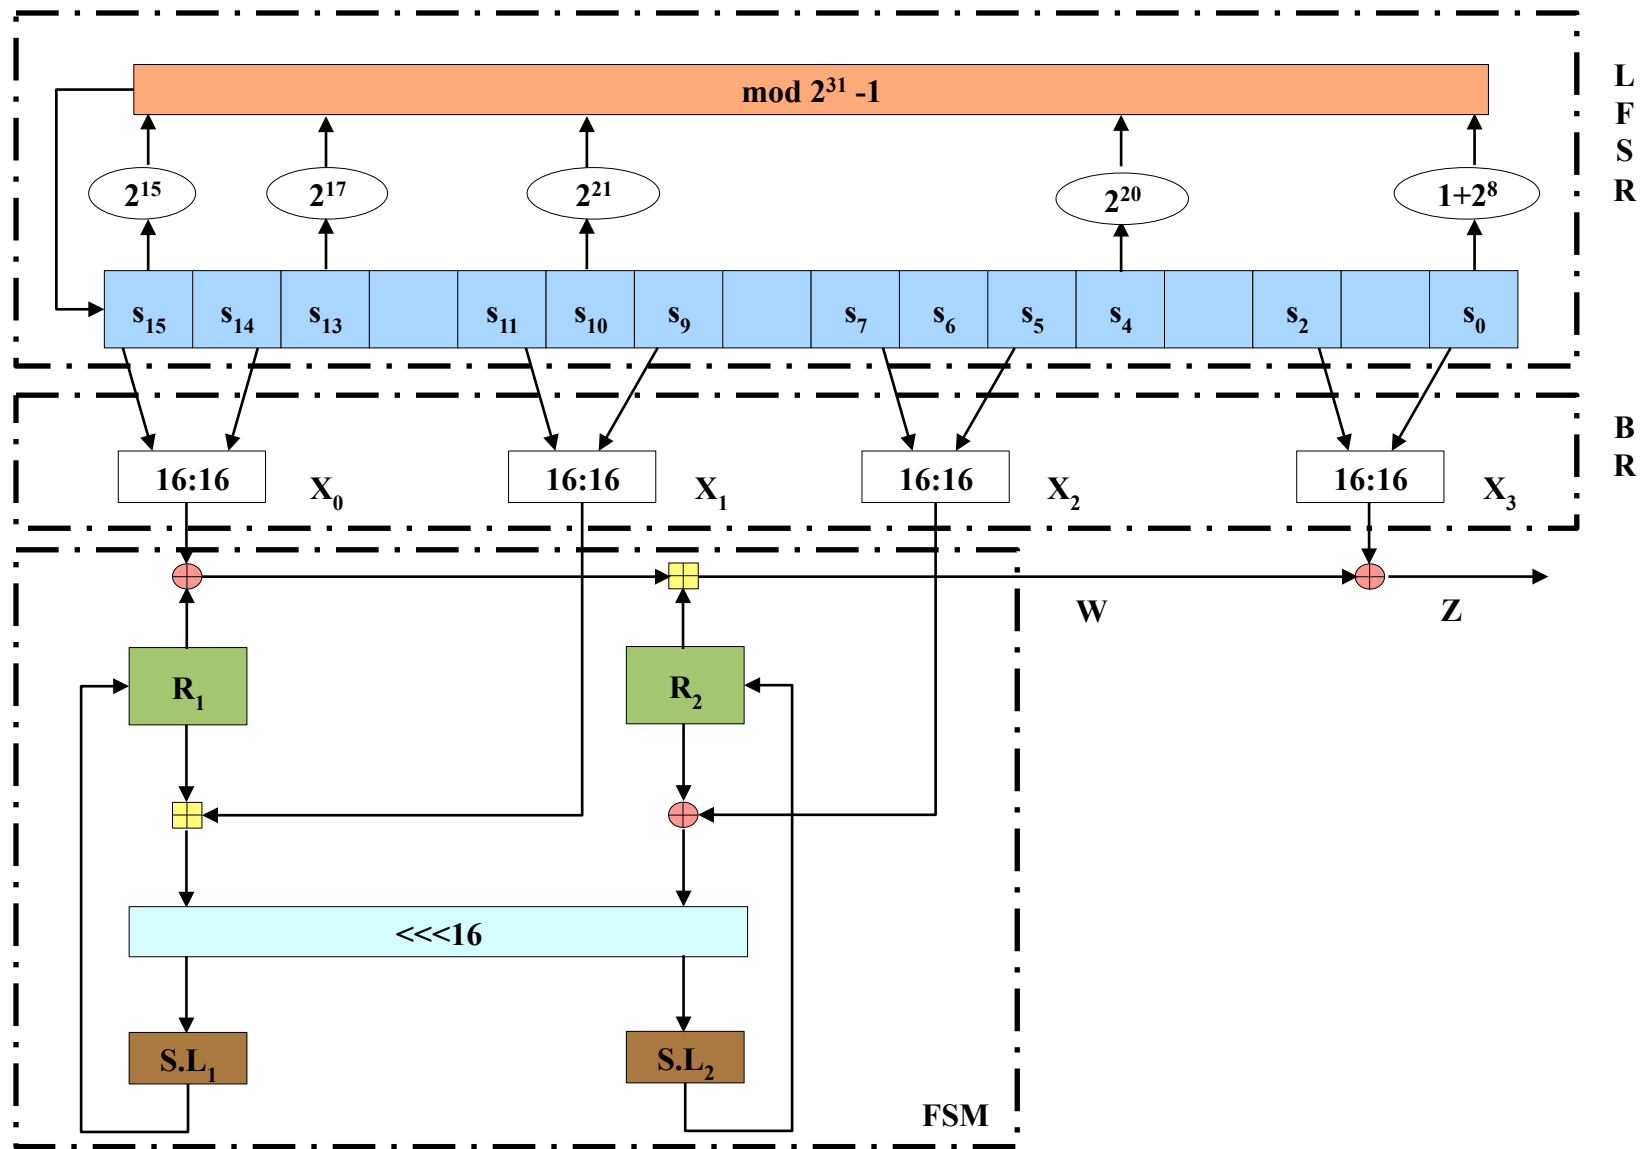 L
F
S
R
mod 2³¹ -1
2¹⁵ 2¹⁷ 2²¹ 2²⁰ 1+2⁸
s₁₅ s₁₄ s₁₃ s₁₁ s₁₀ s₉ s₇ s₆ s₅ s₄ s₂ s₀
B
R
16:16 X₀ 16:16 X₁ 16:16 X₂ 16:16 X₃
W Z
R₁ R₂
<<<16
S.L₁ S.L₂
FSM